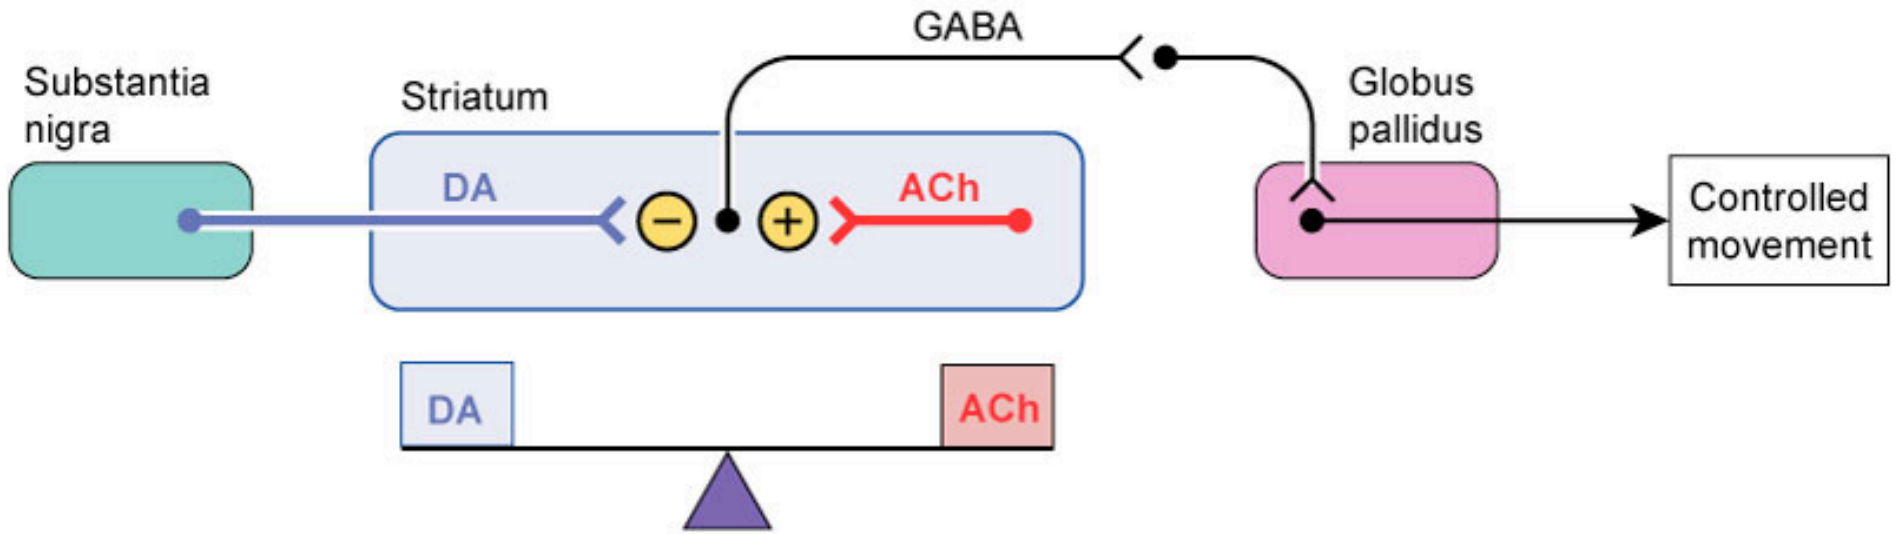 GABA
Substantia
nigra
Striatum
Globus
pallidus
DA
−
+
ACh
Controlled
movement
DA
ACh